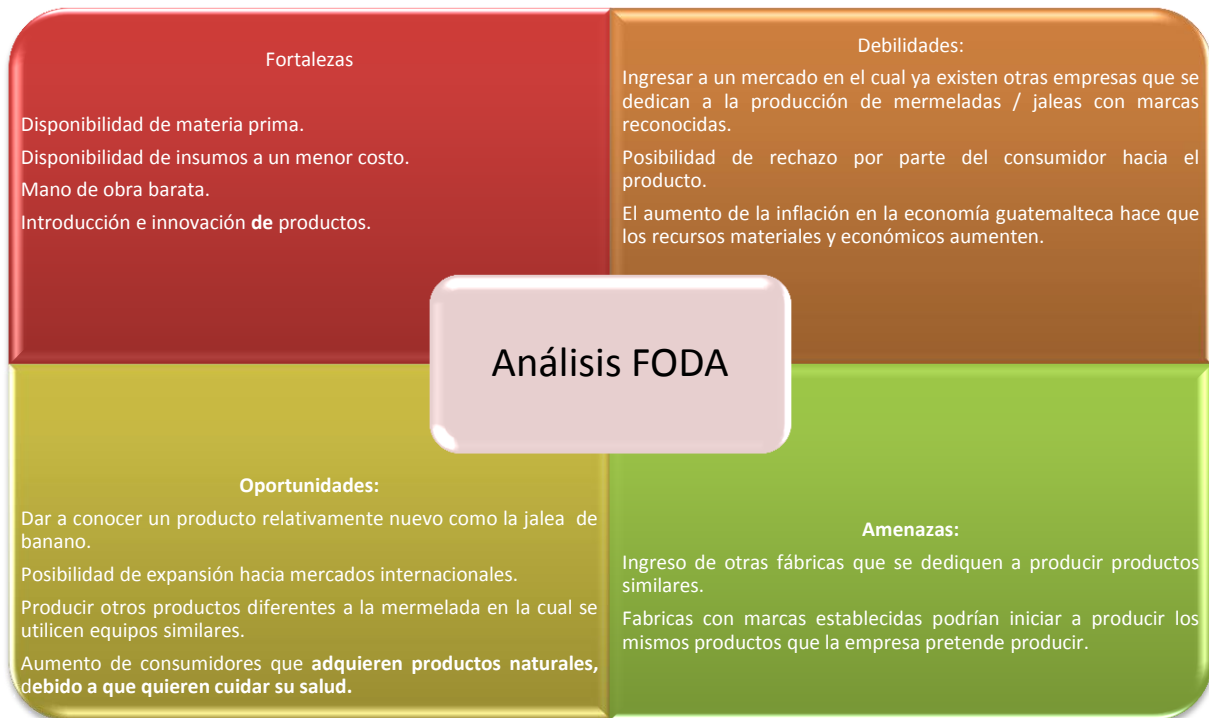 Fortalezas
Disponibilidad de materia prima.
Disponibilidad de insumos a un menor costo.
Mano de obra barata.
Introducción e innovación de productos.
Debilidades:
Ingresar a un mercado en el cual ya existen otras empresas que se
dedican a la producción de mermeladas / jaleas con marcas
reconocidas.
Posibilidad de rechazo por parte del consumidor hacia el
producto.
El aumento de la inflación en la economía guatemalteca hace que
los recursos materiales y económicos aumenten.
Análisis FODA
Oportunidades:
Dar a conocer un producto relativamente nuevo como la jalea de
banano.
Posibilidad de expansión hacia mercados internacionales.
Producir otros productos diferentes a la mermelada en la cual se
utilicen equipos similares.
Aumento de consumidores que adquieren productos naturales,
debido a que quieren cuidar su salud.
Amenazas:
Ingreso de otras fábricas que se dediquen a producir productos
similares.
Fabricas con marcas establecidas podrían iniciar a producir los
mismos productos que la empresa pretende producir.